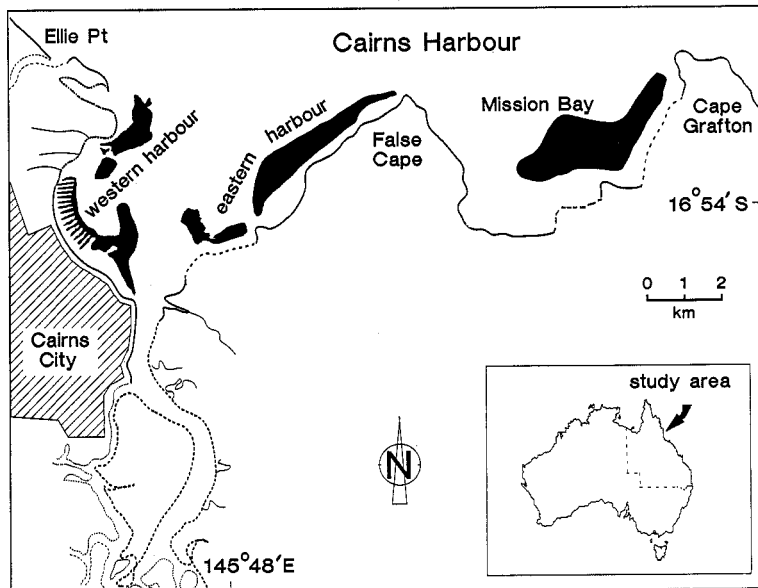 Ellie Pt
Cairns Harbour
western harbour
eastern harbour
Mission Bay
False
Cape
Cape
Grafton
16°54′S
0 1 2
km
Cairns
City
study area
N
145°48′E